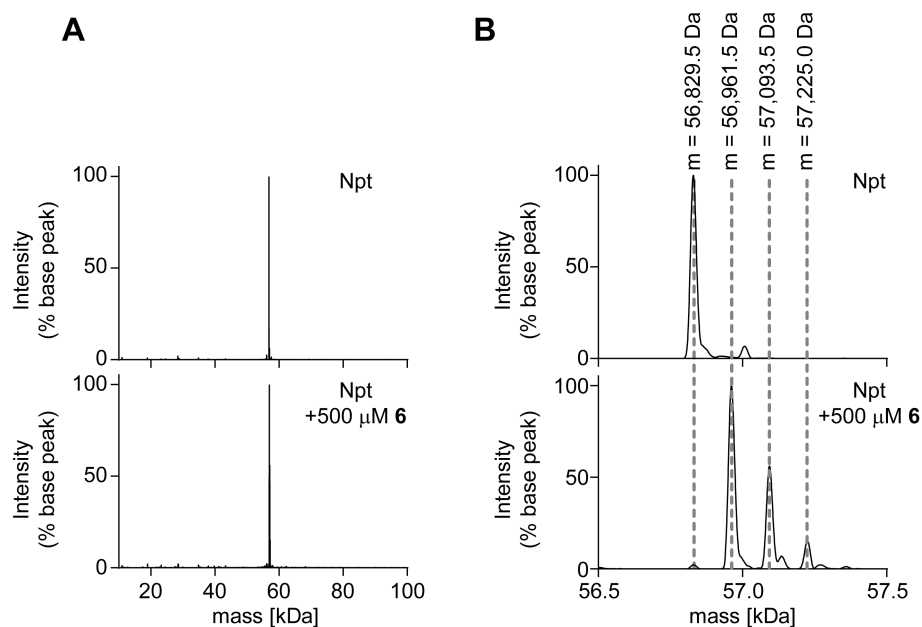 A
100
50
0
Intensity
(% base peak)
Npt
100
50
0
Intensity
(% base peak)
Npt
+500 μM 6
20
40
60
80
100
mass [kDa]
B
m = 56,829.5 Da
m = 56,961.5 Da
m = 57,093.5 Da
m = 57,225.0 Da
100
50
0
Intensity
(% base peak)
Npt
100
50
0
Intensity
(% base peak)
Npt
+500 μM 6
56.5
57.0
57.5
mass [kDa]